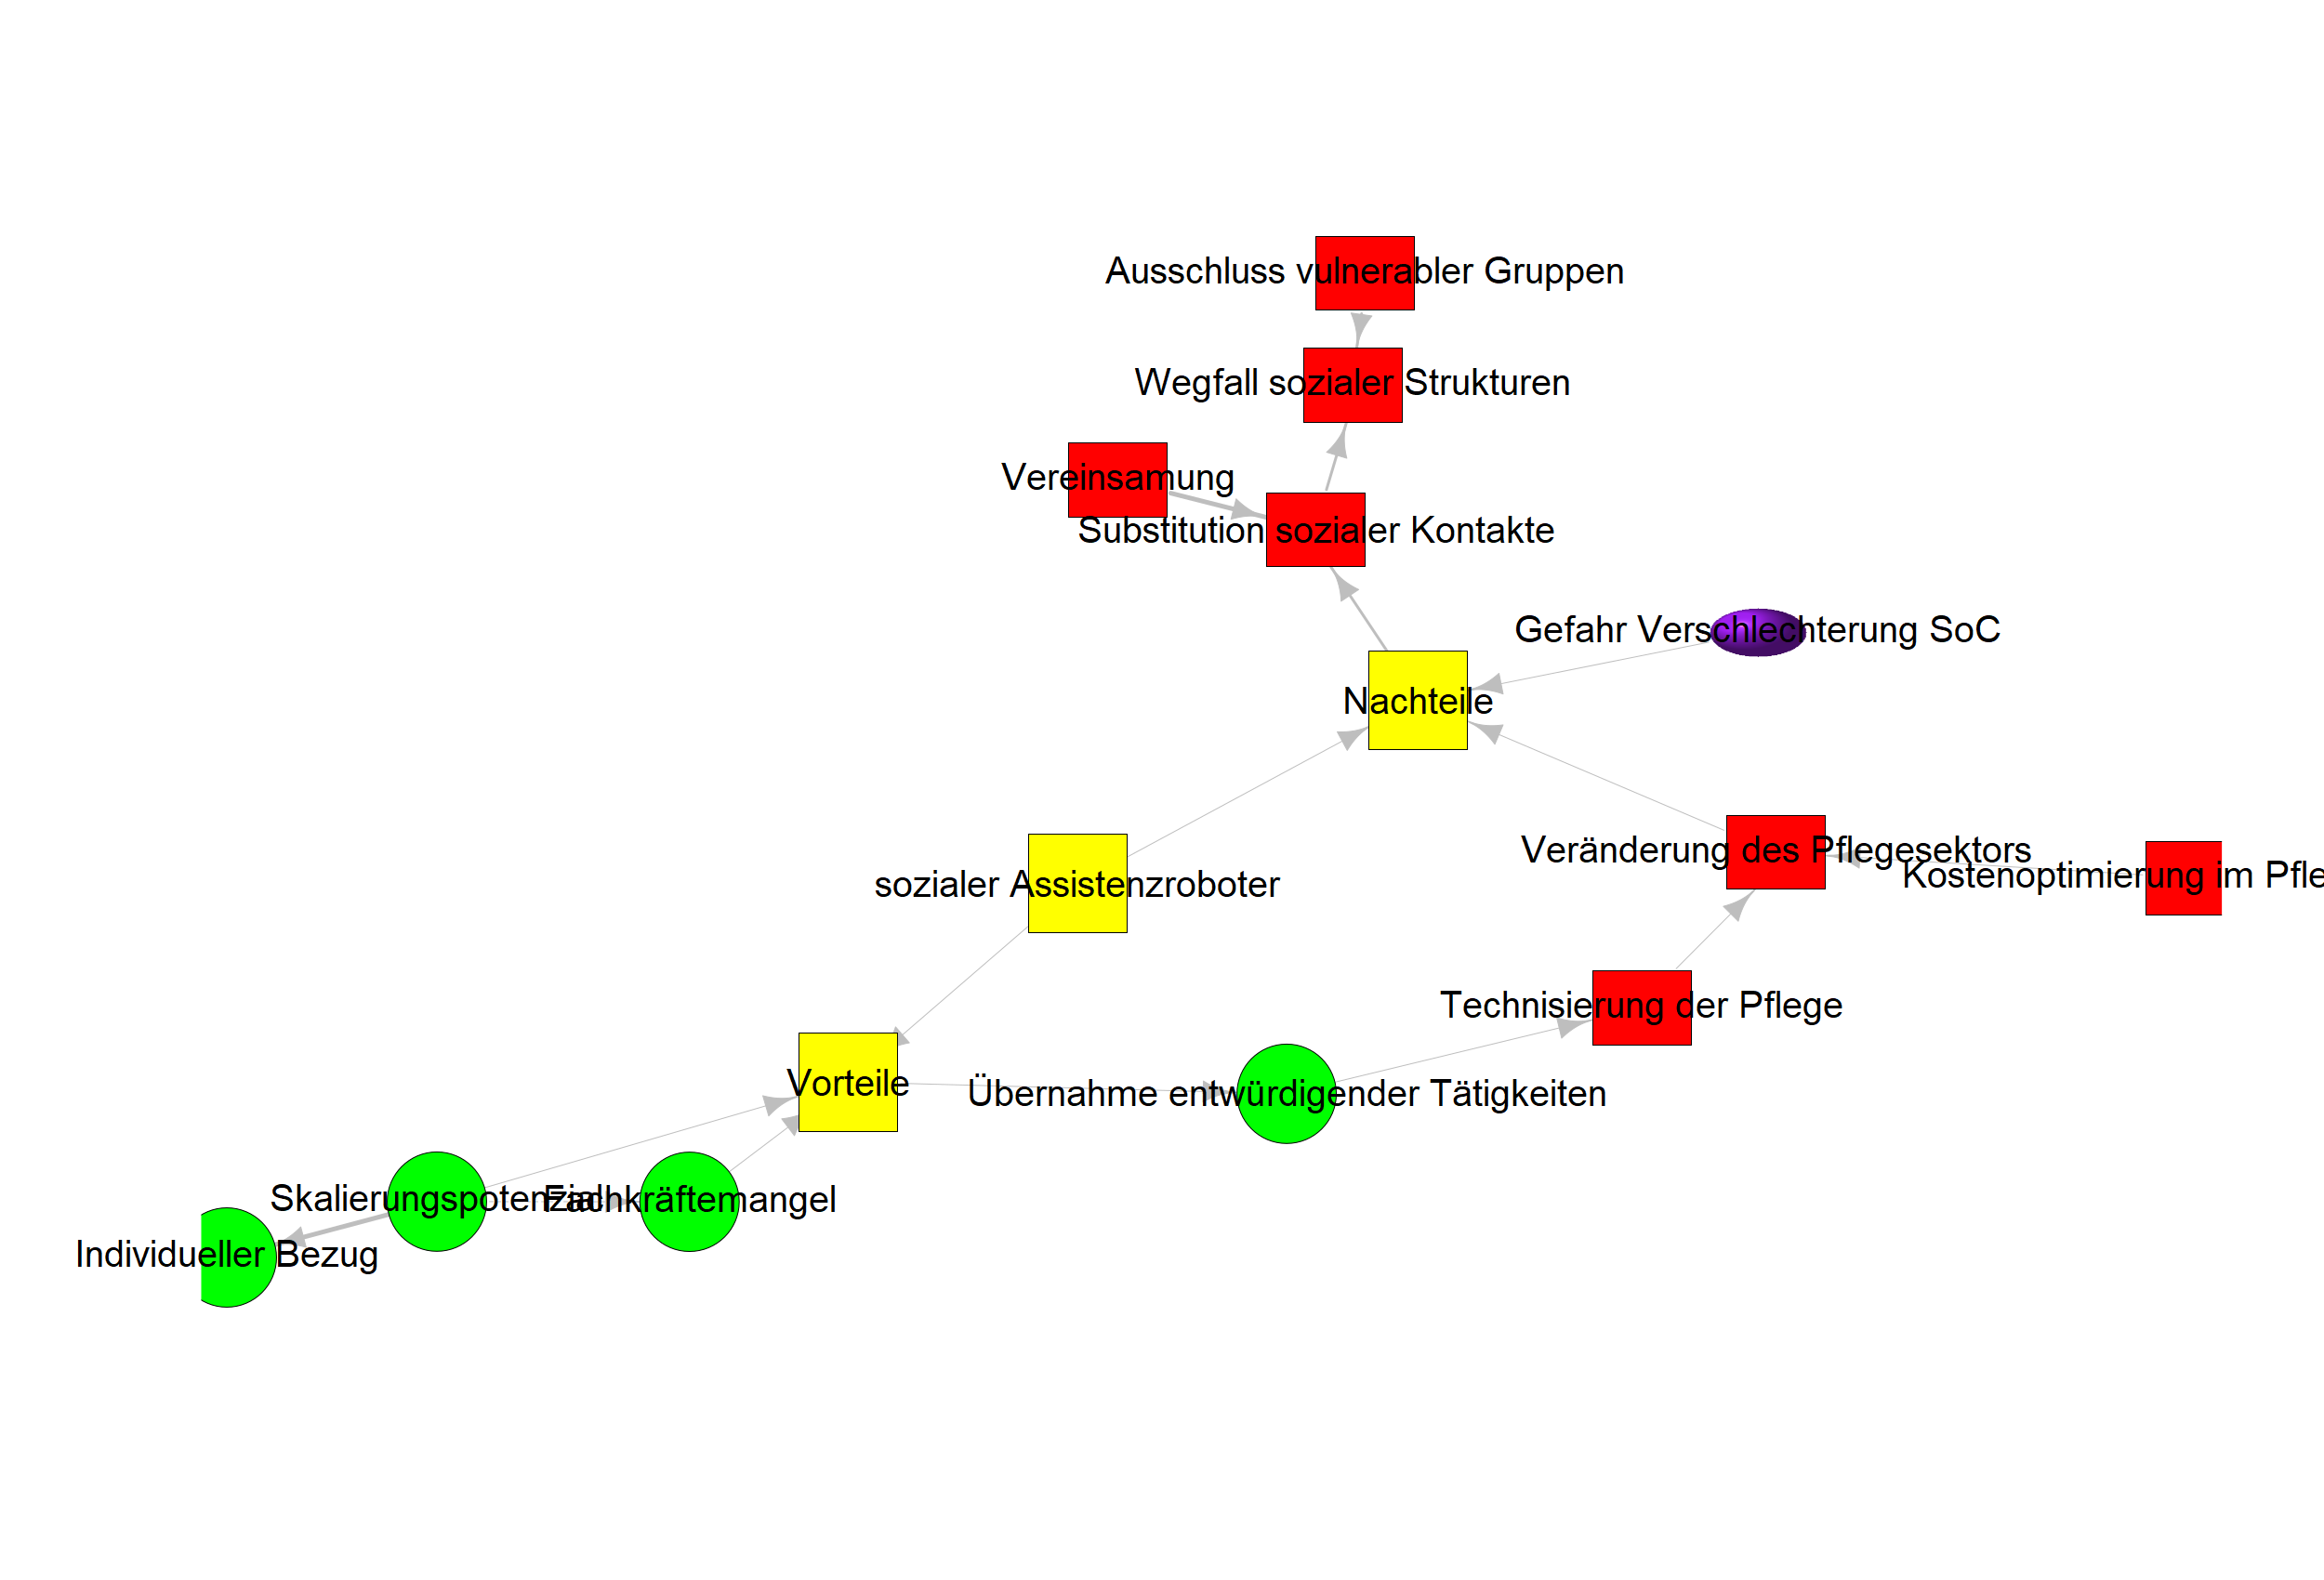 Ausschluss vulnerabler Gruppen
Wegfall sozialer Strukturen
Vereinsamung
Substitution sozialer Kontakte
Gefahr Verschlechterung SoC
Nachteile
Veränderung des Pflegesektors
Kostenoptimierung im Pfle
sozialer Assistenzroboter
Technisierung der Pflege
Vorteile
Übernahme entwürdigender Tätigkeiten
Skalierungspotenzial
Fachkräftemangel
Individueller Bezug